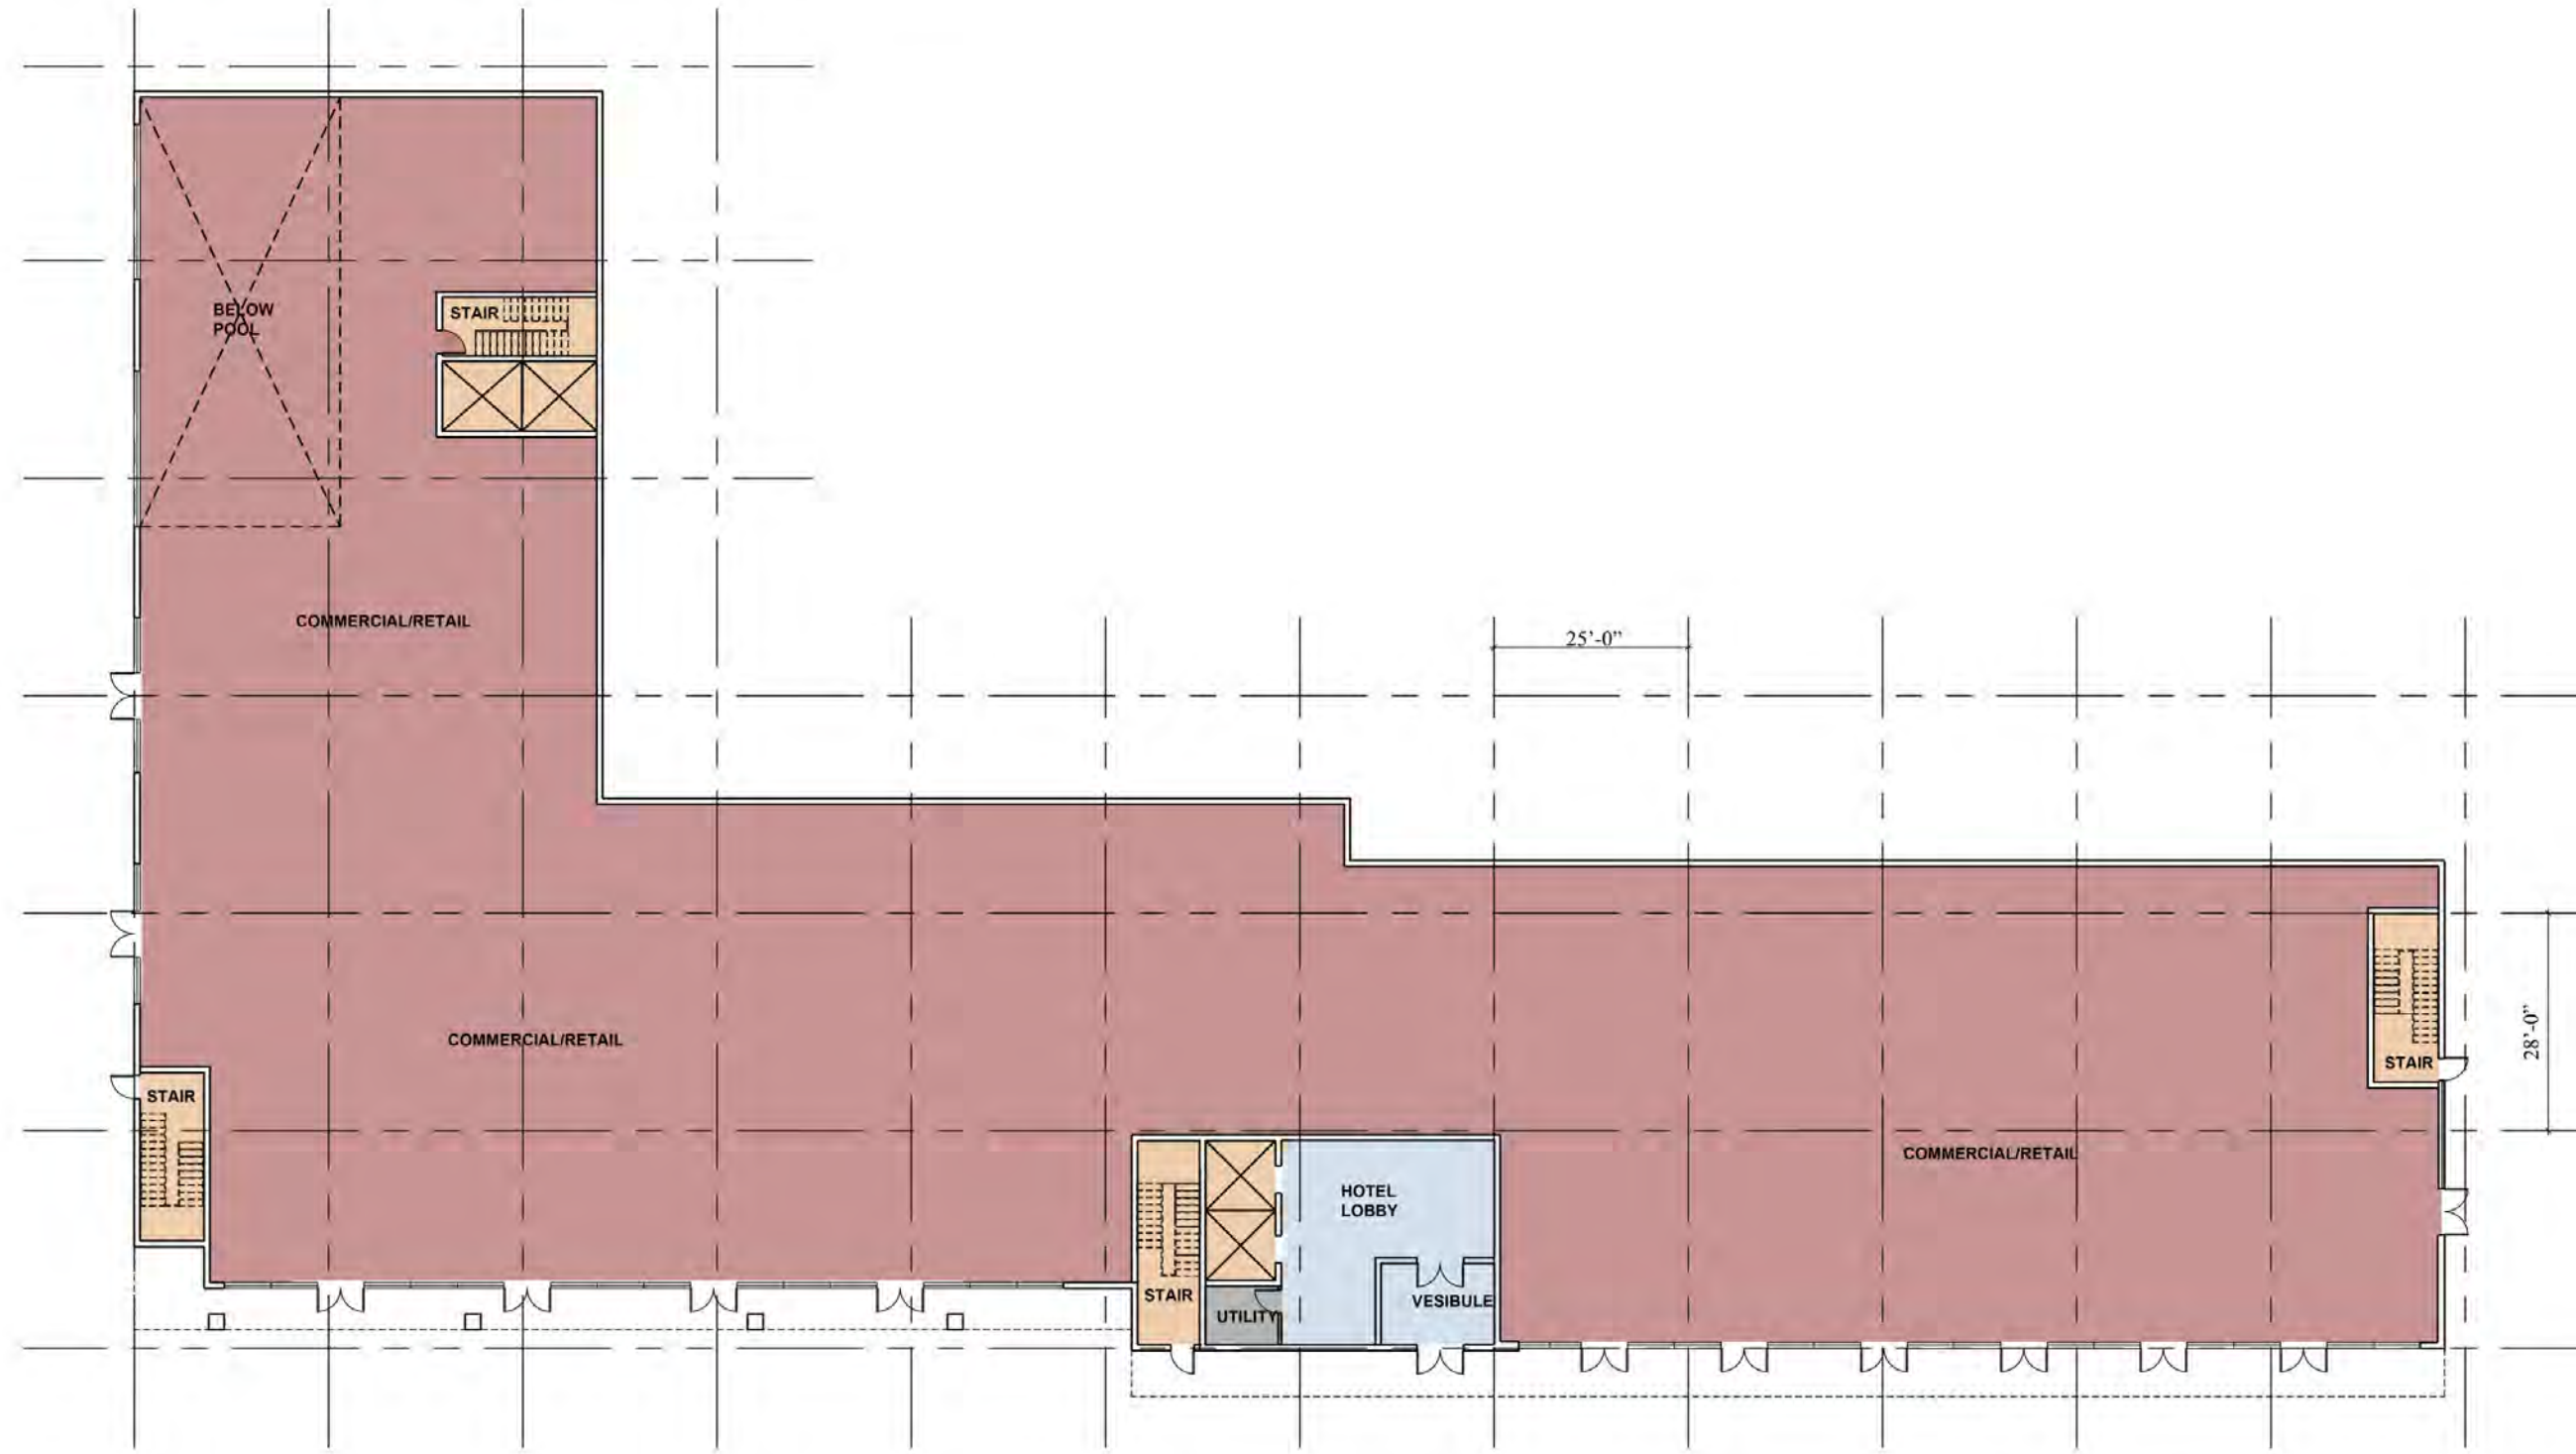 BELOW
POOL
STAIR
COMMERCIAL/RETAIL
25'-0"
COMMERCIAL/RETAIL
28'-0"
STAIR
STAIR
COMMERCIAL/RETAIL
HOTEL
LOBBY
STAIR
UTILITY
VESIBULE